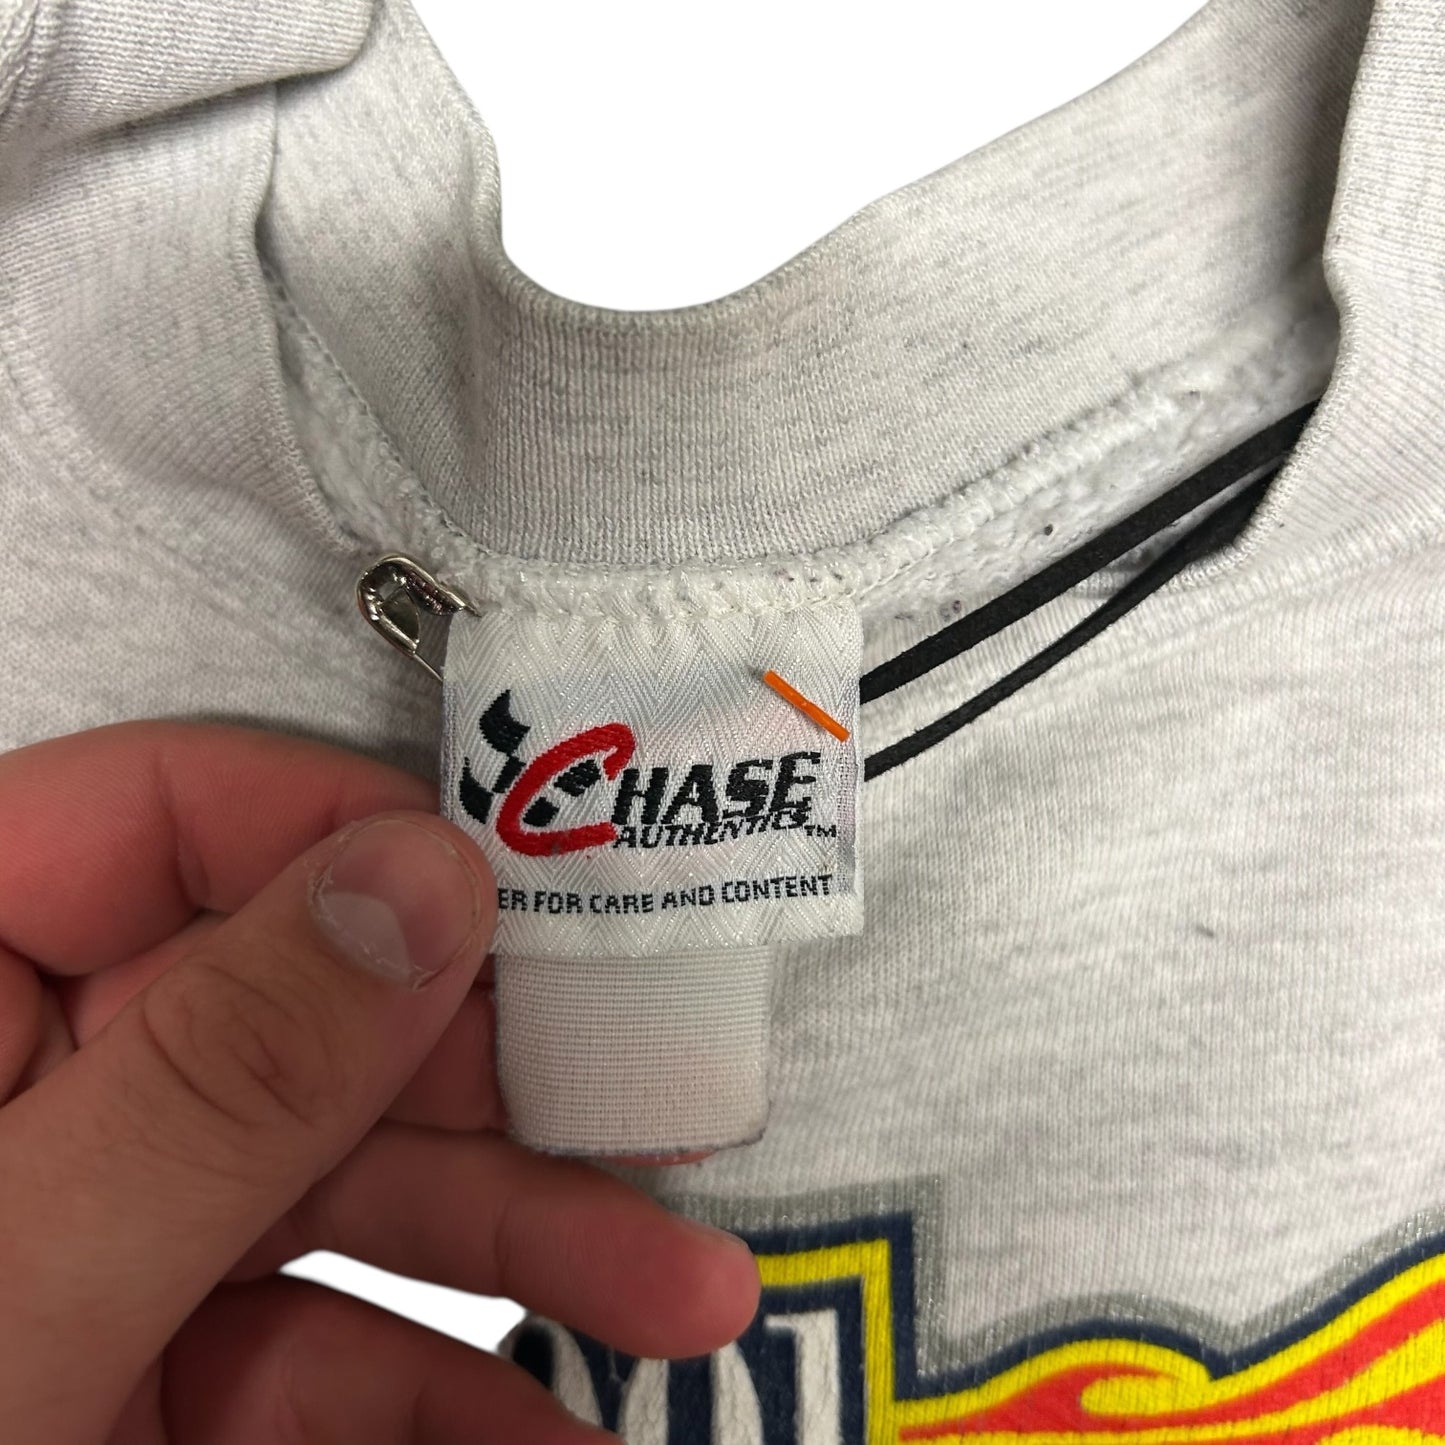 CHASE
AUTHENTICS™
ER FOR CARE AND CONTENT